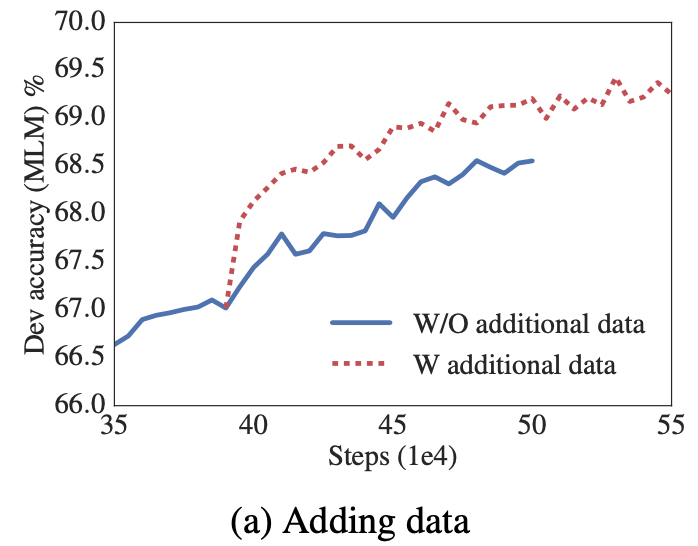 70.0
69.5
69.0
68.5
68.0
67.5
67.0
66.5
66.0
Dev accuracy (MLM) %
W/O additional data
W additional data
35 40 45 50 55
Steps (1e4)
(a) Adding data